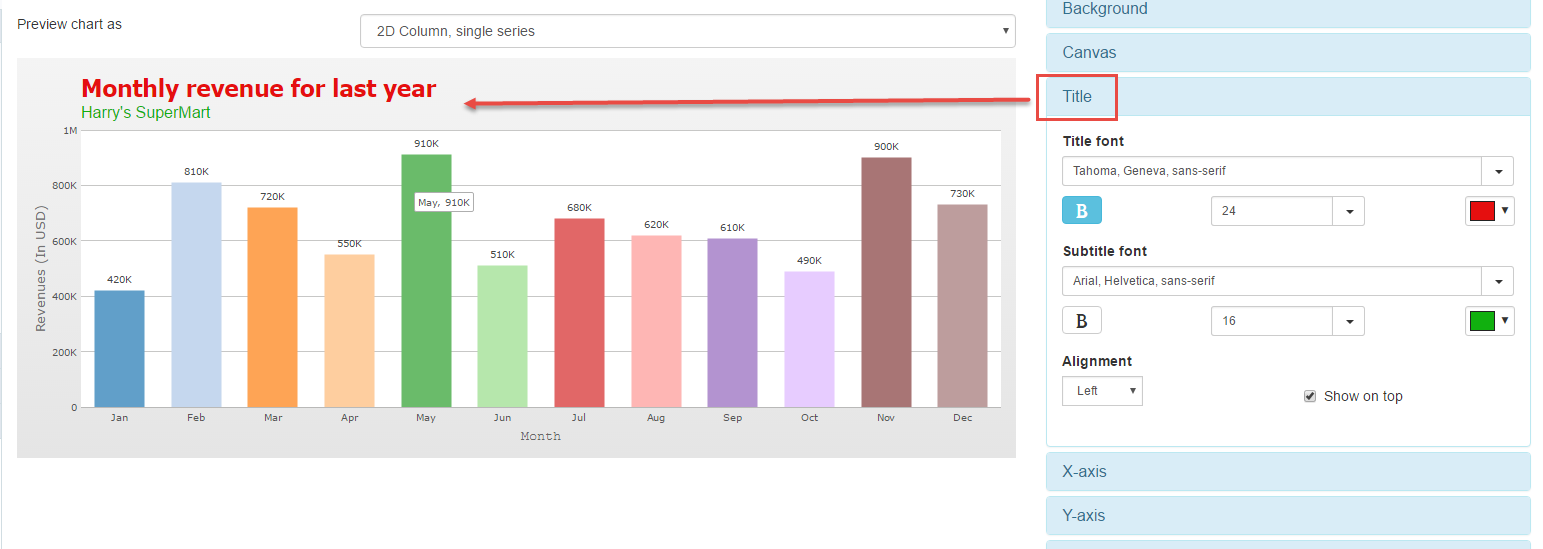 Preview chart as
2D Column, single series
Monthly revenue for last year
Harry's SuperMart
Revenues (In USD)
1M
800K
600K
400K
200K
0
420K
810K
720K
550K
910K
May, 910K
510K
680K
620K
610K
490K
900K
730K
Jan Feb Mar Apr May Jun Jul Aug Sep Oct Nov Dec
Month
Background
Canvas
Title
Title font
Tahoma, Geneva, sans-serif
B 24
Subtitle font
Arial, Helvetica, sans-serif
B 16
Alignment
Left Show on top
X-axis
Y-axis